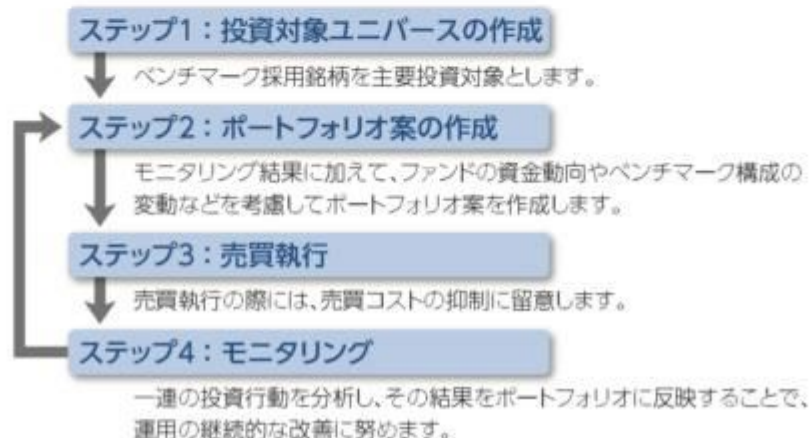 ステップ1：投資対象ユニバースの作成
ベンチマーク採用銘柄を主要投資対象とします。
ステップ2：ポートフォリオ案の作成
モニタリング結果に加えて、ファンドの資金動向やベンチマーク構成の
変動などを考慮してポートフォリオ案を作成します。
ステップ3：売買執行
売買執行の際には、売買コストの抑制に留意します。
ステップ4：モニタリング
一連の投資行動を分析し、その結果をポートフォリオに反映することで、
運用の継続的な改善に努めます。